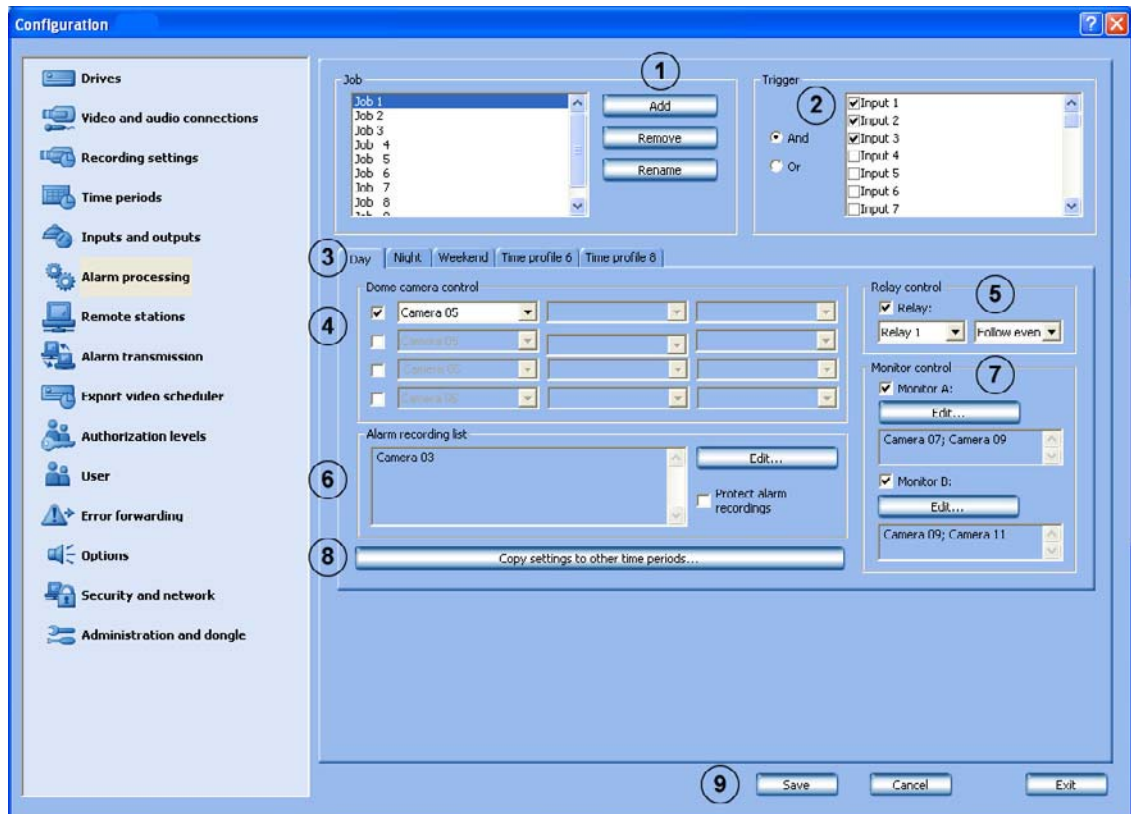 Configuration
Drives
Video and audio connections
Recording settings
Time periods
Inputs and outputs
Alarm processing
Remote stations
Alarm transmission
Export video scheduler
Authorization levels
User
Error forwarding
Options
Security and network
Administration and dongle
Job
1
Job 1
Job 2
Job 3
Job 4
Job 5
Job 6
Job 7
Job 8
Add
Remove
Rename
Trigger
2
And
Or
Input 1
Input 2
Input 3
Input 4
Input 5
Input 6
Input 7
3
Day Night Weekend Time profile 6 Time profile 8
Dome camera control
4
Camera 05
Camera 05
Camera 05
Camera 05
Relay control
5
Relay:
Relay 1 Follow even
Monitor control
7
Monitor A:
Edit...
Camera 07; Camera 09
Monitor B:
Edit...
Camera 09; Camera 11
Alarm recording list
6
Camera 03
Edit...
Protect alarm
recordings
8
Copy settings to other time periods...
9
Save Cancel Exit